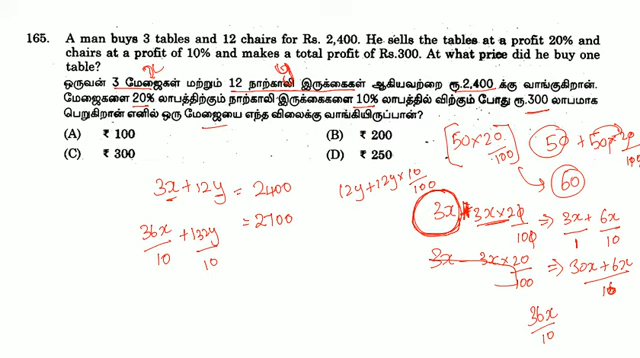 165. A man buys 3 tables and 12 chairs for Rs. 2,400. He sells the tables at a profit 20% and
chairs at a profit of 10% and makes a total profit of Rs.300. At what price did he buy one
table?
x y
ஒருவன் 3 மேஜைகள் மற்றும் 12 நாற்காலி இருக்கைகள் ஆகியவற்றை ரூ.2,400 க்கு வாங்குகிறான்.
மேஜைகளை 20% லாபத்திற்கும் நாற்காலி இருக்கைகளை 10% லாபத்தில் விற்கும் போது ரூ.300 லாபமாக
பெறுகிறான் எனில் ஒரு மேஜையை எந்த விலைக்கு வாங்கியிருப்பான்?
(A) ₹ 100 (B) ₹ 200
(C) ₹ 300 (D) ₹ 250
[50 × 20/100] 50 + 50 × 20/100
60
3x + 12y = 2400
12y + 12y × 10/100
36x/10 + 132y/10 = 2700
3x + 3x × 20/100 ⇒ 3x/1 + 6x/10
3x 3x × 20/100 ⇒ 30x + 6x/10
36x/10